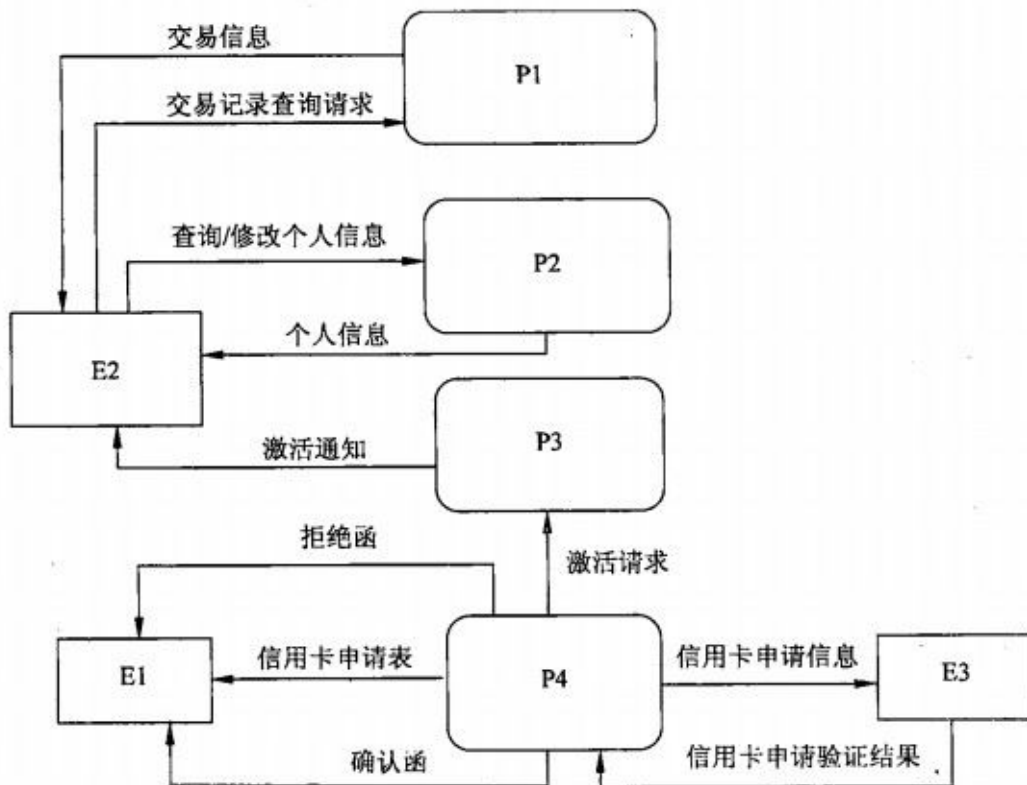 交易信息
P1
交易记录查询请求
查询/修改个人信息
P2
个人信息
E2
P3
激活通知
拒绝函
激活请求
E1
信用卡申请表
P4
信用卡申请信息
E3
确认函
信用卡申请验证结果